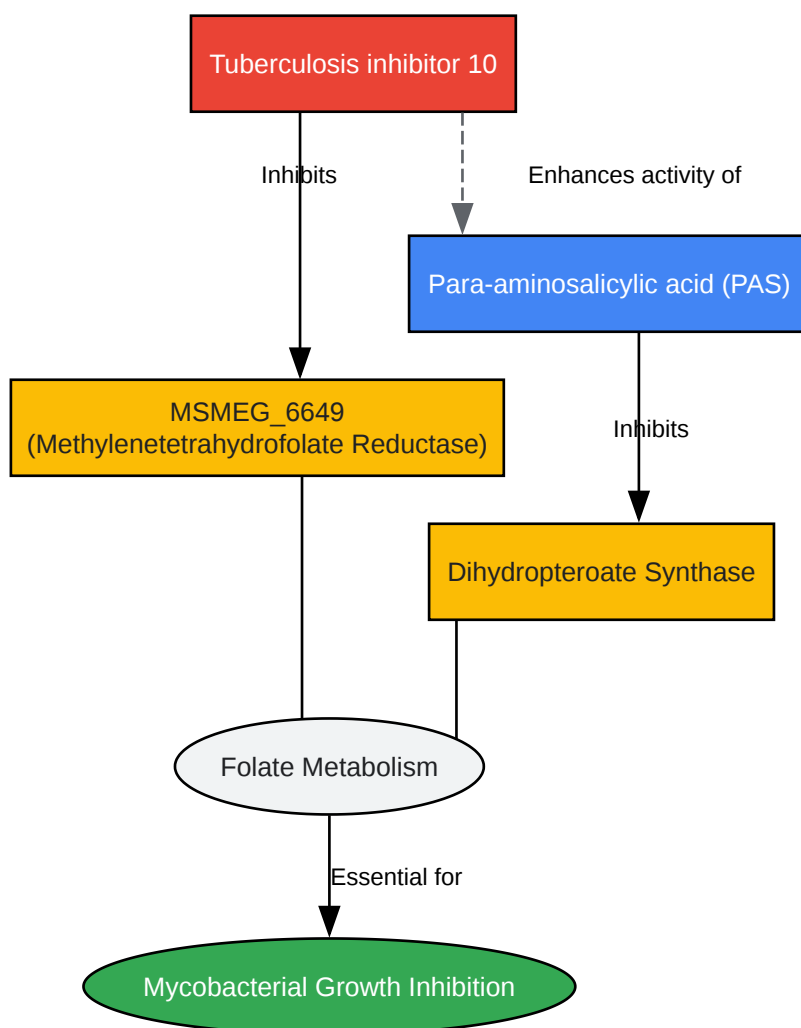 Tuberculosis inhibitor 10
Inhibits
Enhances activity of
Para-aminosalicylic acid (PAS)
MSMEG_6649
(Methylenetetrahydrofolate Reductase)
Inhibits
Dihydropteroate Synthase
Folate Metabolism
Essential for
Mycobacterial Growth Inhibition